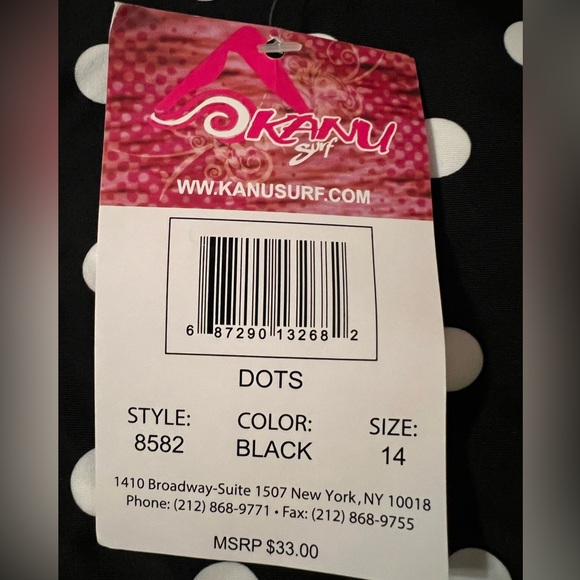 KANU
Surf
WW.KANUSURF.COM
6 87290 13268 2
DOTS
STYLE: COLOR: SIZE:
8582 BLACK 14
1410 Broadway-Suite 1507 New York, NY 10018
Phone: (212) 868-9771 • Fax: (212) 868-9755
MSRP $33.00